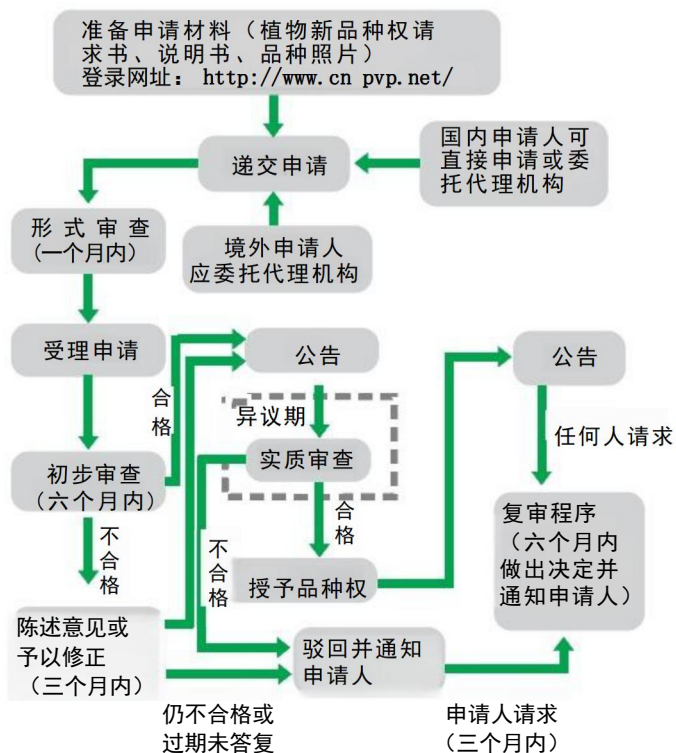 准备申请材料（植物新品种权请
求书、说明书、品种照片）
登录网址： http://www.cn pvp.net/
递交申请
国内申请人可
直接申请或委
托代理机构
形式审查
（一个月内）
境外申请人
应委托代理机构
受理申请
公告
公告
合
格
异议期
任何人请求
初步审查
（六个月内）
实质审查
不
合
格
不
合
格
合
格
复审程序
（六个月内
做出决定并
通知申请人）
授予品种权
陈述意见或
予以修正
（三个月内）
驳回并通知
申请人
仍不合格或
过期未答复
申请人请求
（三个月内）